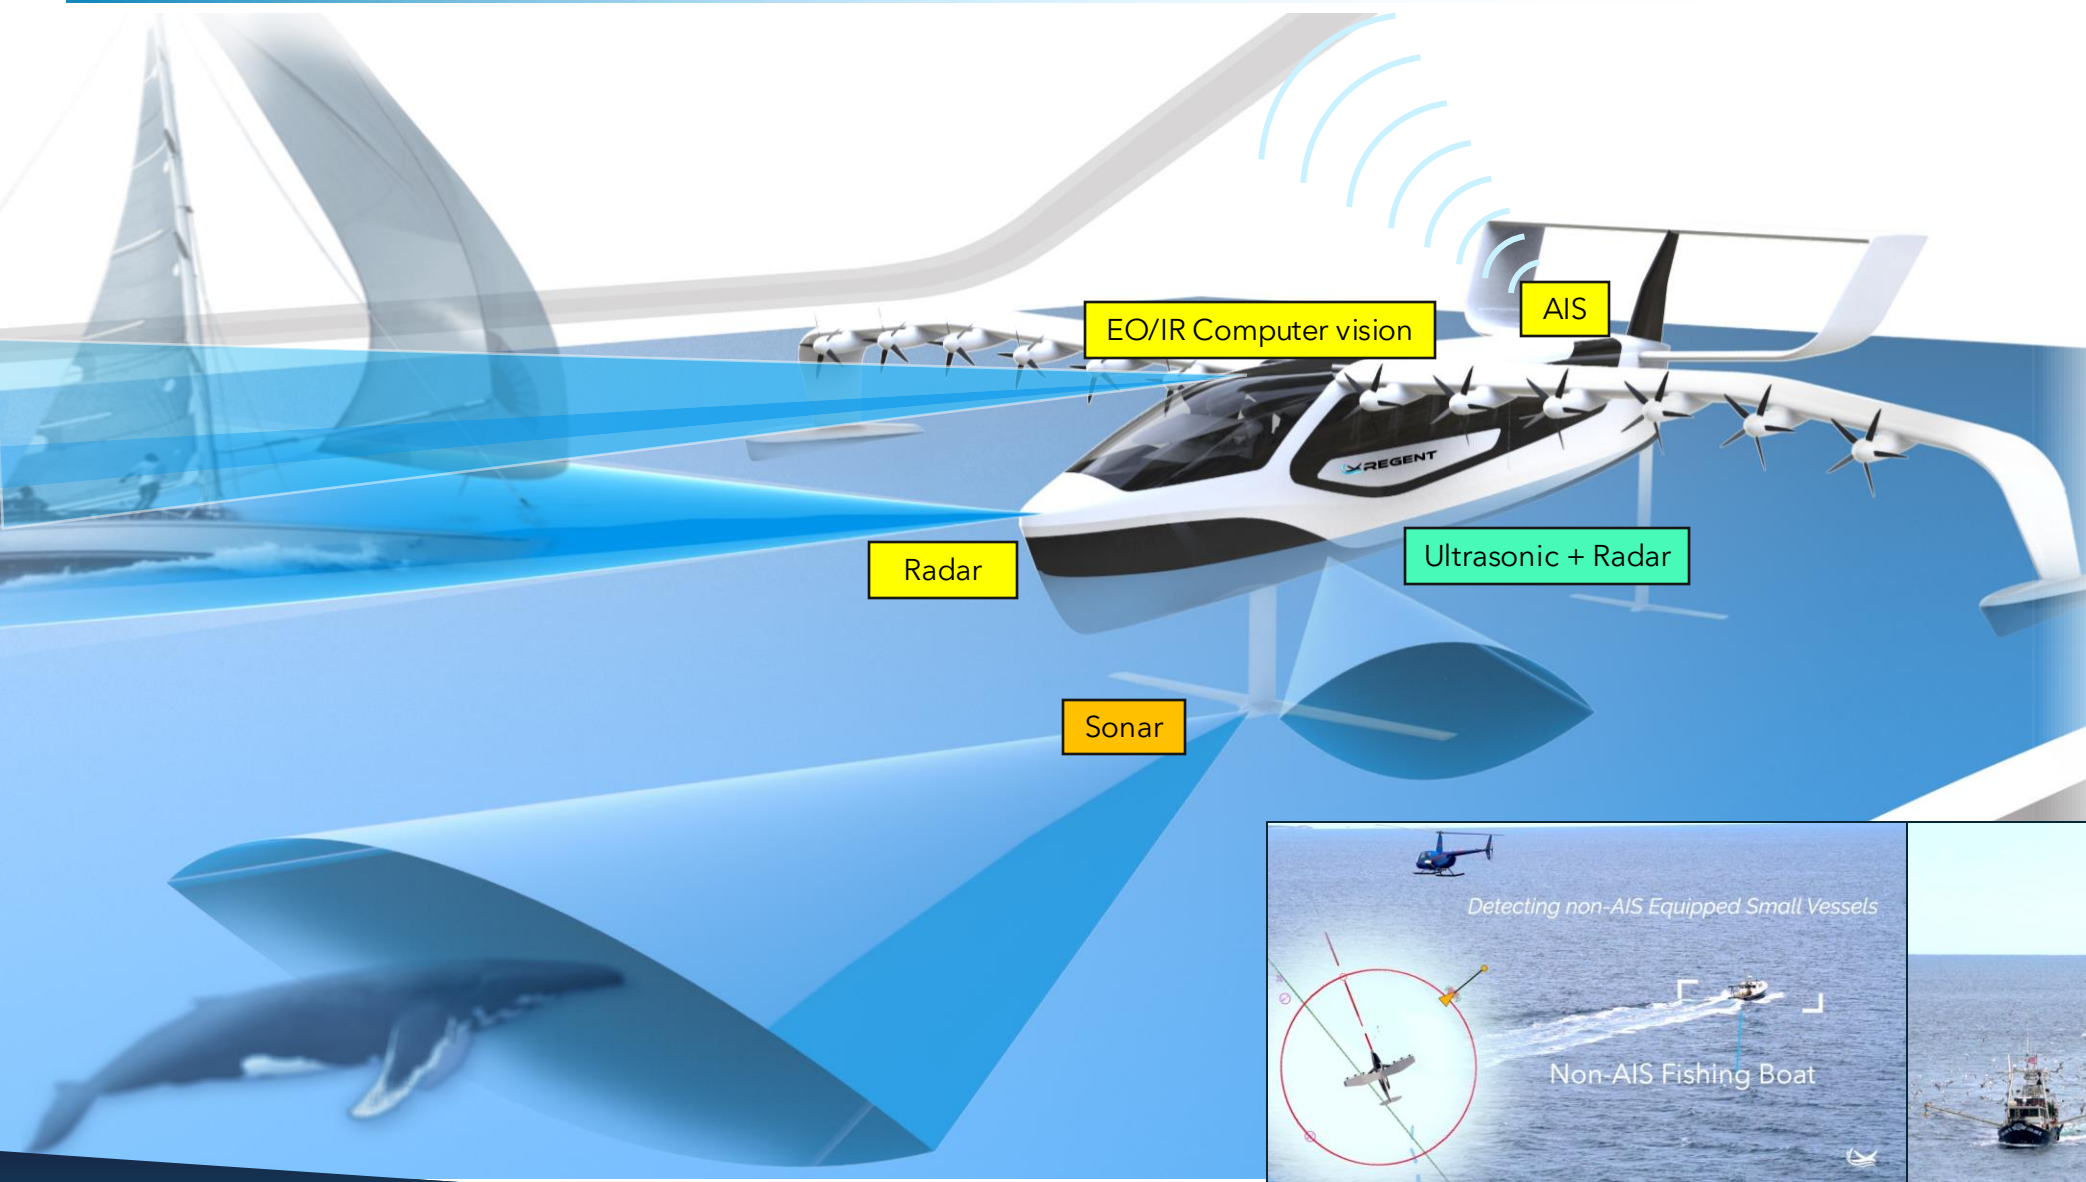 EO/IR Computer vision
AIS
REGENT
Radar
Ultrasonic + Radar
Sonar
Detecting non-AIS Equipped Small Vessels
Non-AIS Fishing Boat